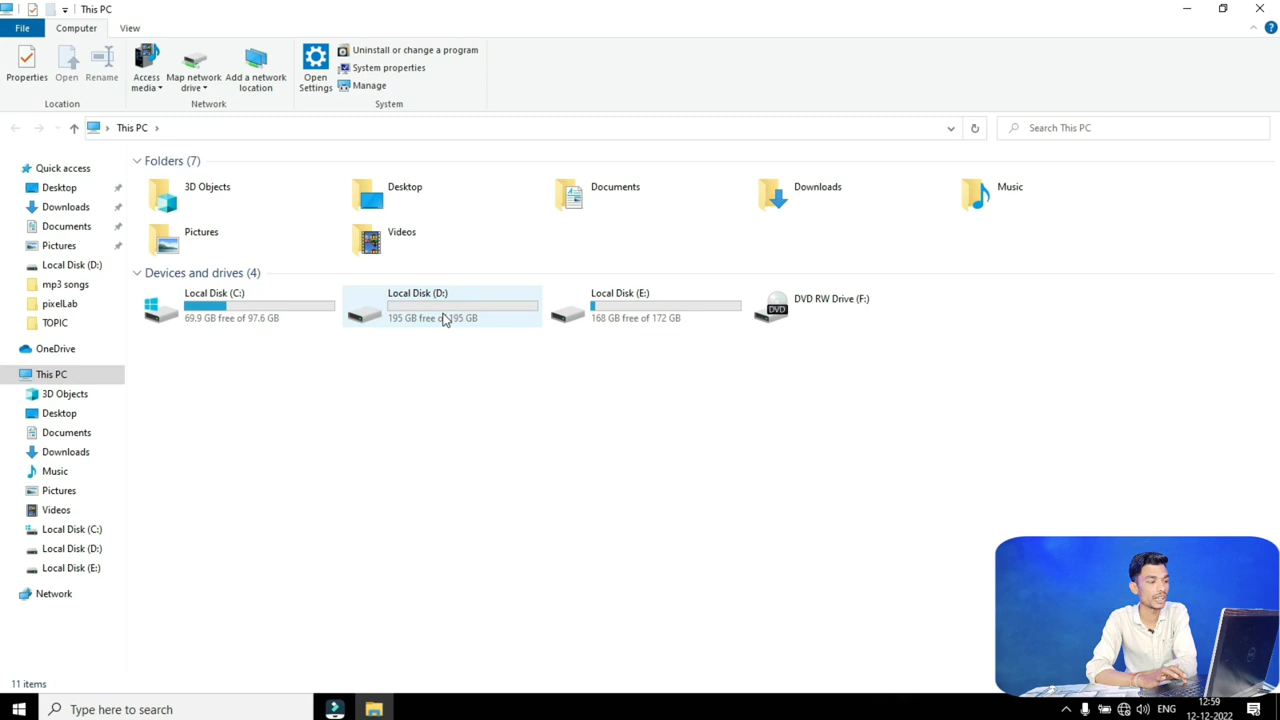 This PC
File
Computer
View
Properties
Open
Rename
Access media
Map network drive
Add a network location
Open Settings
Uninstall or change a program
System properties
Manage
Location
Network
System
This PC
Search This PC
Quick access
Desktop
Downloads
Documents
Pictures
Local Disk (D:)
mp3 songs
pixelLab
TOPIC
OneDrive
This PC
3D Objects
Desktop
Documents
Downloads
Music
Pictures
Videos
Local Disk (C:)
Local Disk (D:)
Local Disk (E:)
Network
Folders (7)
3D Objects
Desktop
Documents
Downloads
Music
Pictures
Videos
Devices and drives (4)
Local Disk (C:)
69.9 GB free of 97.6 GB
Local Disk (D:)
195 GB free of 195 GB
Local Disk (E:)
168 GB free of 172 GB
DVD RW Drive (F:)
DVD
11 items
Type here to search
ENG
12:59
12-12-2022